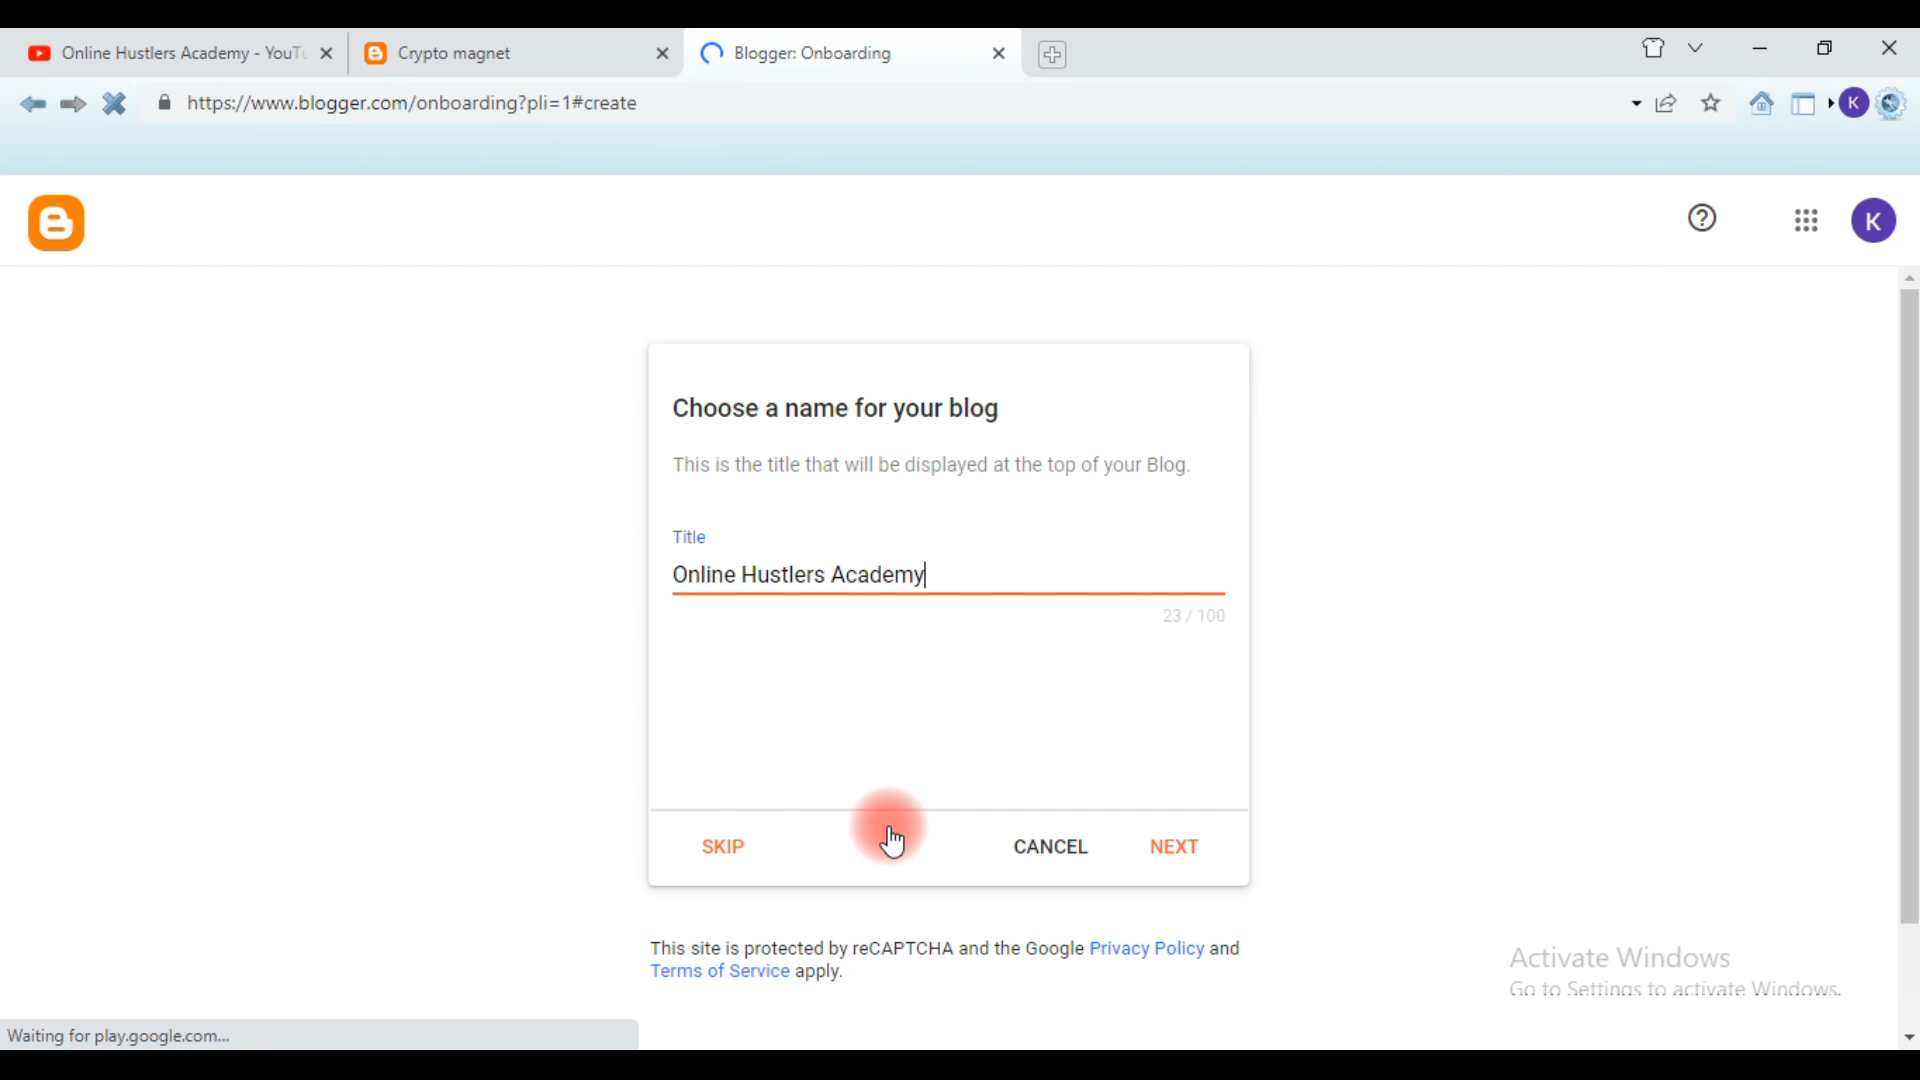 Online Hustlers Academy - YouTu
Crypto magnet
Blogger: Onboarding
https://www.blogger.com/onboarding?pli=1#create
K
K
Choose a name for your blog
This is the title that will be displayed at the top of your Blog.
Title
Online Hustlers Academy
23 / 100
SKIP
CANCEL
NEXT
This site is protected by reCAPTCHA and the Google Privacy Policy and
Terms of Service apply.
Activate Windows
Go to Settings to activate Windows.
Waiting for play.google.com...